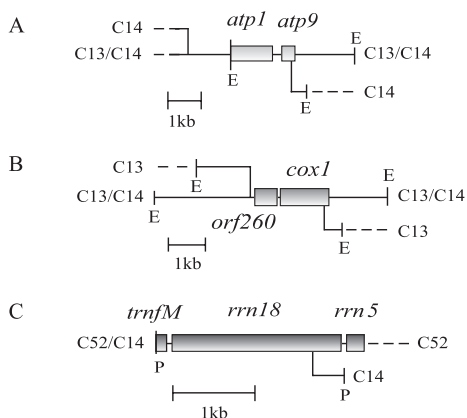 A
C14
atp1 atp9
E
C13/C14 C13/C14
E
E
C14
1kb
B
C13
cox1
E
E
C13/C14 C13/C14
E
orf260
E
C13
1kb
C
trnfM rrn18 rrn5
C52/C14 C52
P
C14
P
1kb